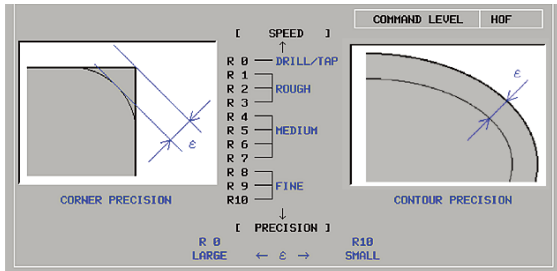 COMMAND LEVEL HOF
[ SPEED ]
↑
R 0 DRILL/TAP
R 1
R 2 ROUGH
R 3
R 4
R 5 MEDIUM
R 6
R 7
R 8
R 9 FINE
R10
↓
[ PRECISION ]
ε
CORNER PRECISION
ε
CONTOUR PRECISION
R 0 R10
LARGE ← ε → SMALL